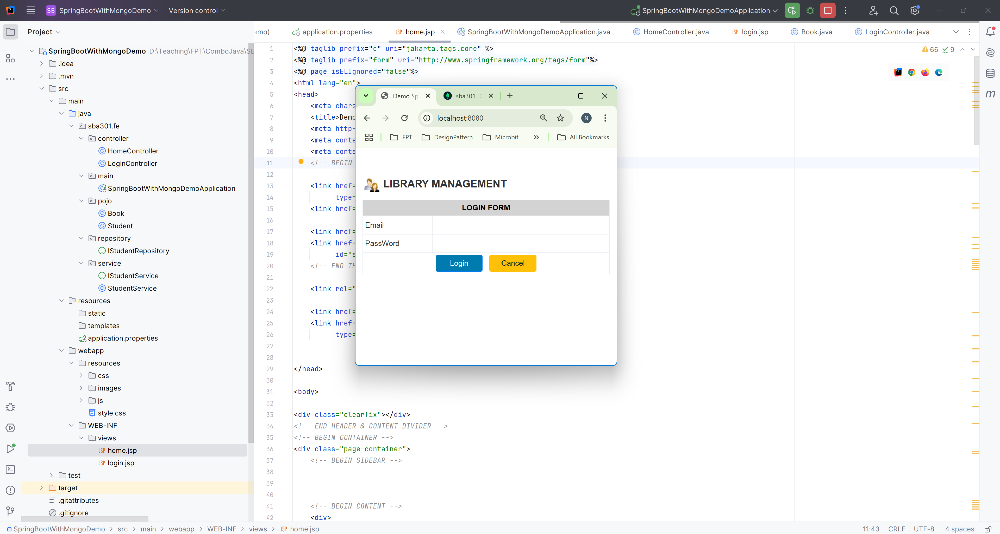 SB SpringBootWithMongoDemo Version control SpringBootWithMongoDemoApplication
Project
SpringBootWithMongoDemo D:\Teaching\FPT\ComboJava\SE
.idea
.mvn
src
main
java
sba301.fe
controller
HomeController
LoginController
main
SpringBootWithMongoDemoApplication
pojo
Book
Student
repository
IStudentRepository
service
IStudentService
StudentService
resources
static
templates
application.properties
webapp
resources
css
images
js
style.css
WEB-INF
views
JSP home.jsp
JSP login.jsp
test
target
.gitattributes
.gitignore
emo) application.properties JSP home.jsp SpringBootWithMongoDemoApplication.java HomeController.java JSP login.jsp Book.java LoginController.java
66 9
1 <%@ taglib prefix="c" uri="jakarta.tags.core" %>
2 <%@ taglib prefix="form" uri="http://www.springframework.org/tags/form"%>
3 <%@ page isELIgnored="false"%>
4 <html lang="en">
5 <head>
6 <meta chars
7 <title>Demo
8 <meta http-
9 <meta conte
10 <meta conte
11 <!-- BEGIN
12
13 <link href=
14 type=
15 <link href=
16
17 <link href=
18 <link href=
19 id="s
20 <!-- END TH
21
22 <link rel="
23
24 <link href=
25 <link href=
26 type=
27
28
29 </head>
30
31 <body>
32
33 <div class="clearfix"></div>
34 <!-- END HEADER & CONTENT DIVIDER -->
35 <!-- BEGIN CONTAINER -->
36 <div class="page-container">
37 <!-- BEGIN SIDEBAR -->
38
39
40
41 <!-- BEGIN CONTENT -->
42 <div>
Demo Sp sba301 D
localhost:8080 N
FPT DesignPattern Microbit » All Bookmarks
LIBRARY MANAGEMENT
LOGIN FORM
Email
PassWord
Login Cancel
SpringBootWithMongoDemo > src > main > webapp > WEB-INF > views > JSP home.jsp 11:43 CRLF UTF-8 4 spaces